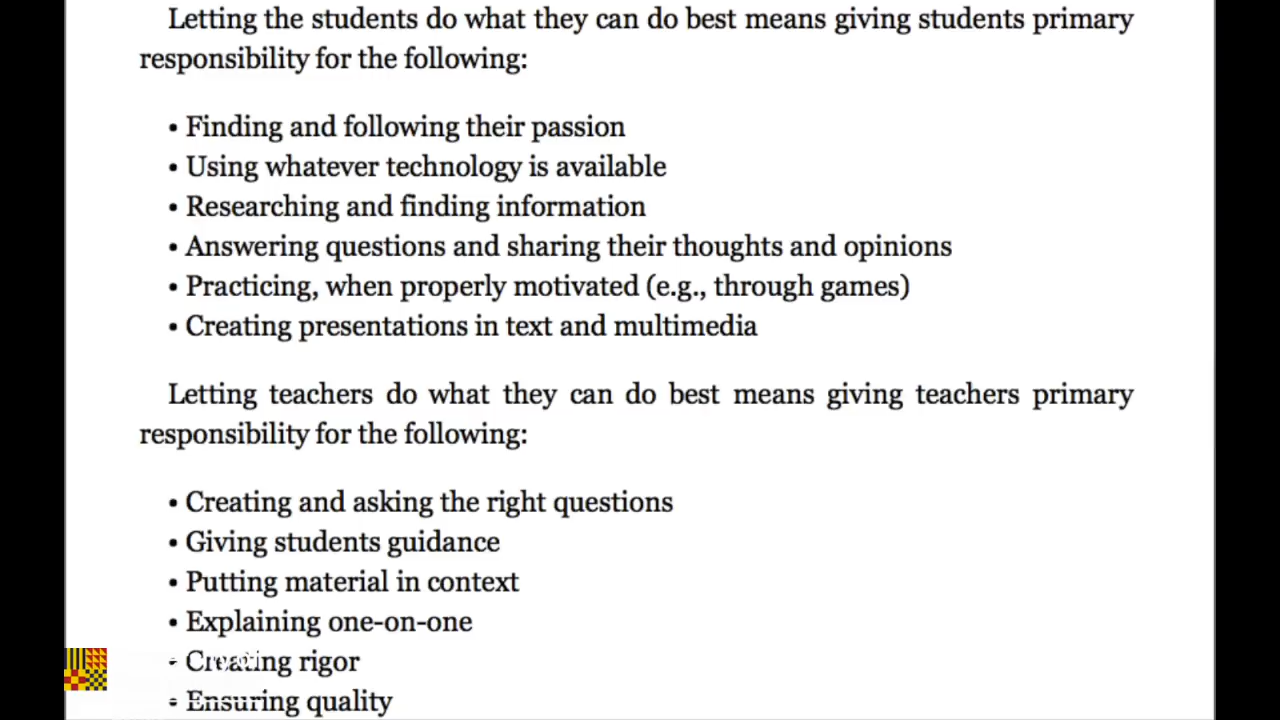 Letting the students do what they can do best means giving students primary
responsibility for the following:
• Finding and following their passion
• Using whatever technology is available
• Researching and finding information
• Answering questions and sharing their thoughts and opinions
• Practicing, when properly motivated (e.g., through games)
• Creating presentations in text and multimedia
Letting teachers do what they can do best means giving teachers primary
responsibility for the following:
• Creating and asking the right questions
• Giving students guidance
• Putting material in context
• Explaining one-on-one
• Creating rigor
• Ensuring quality